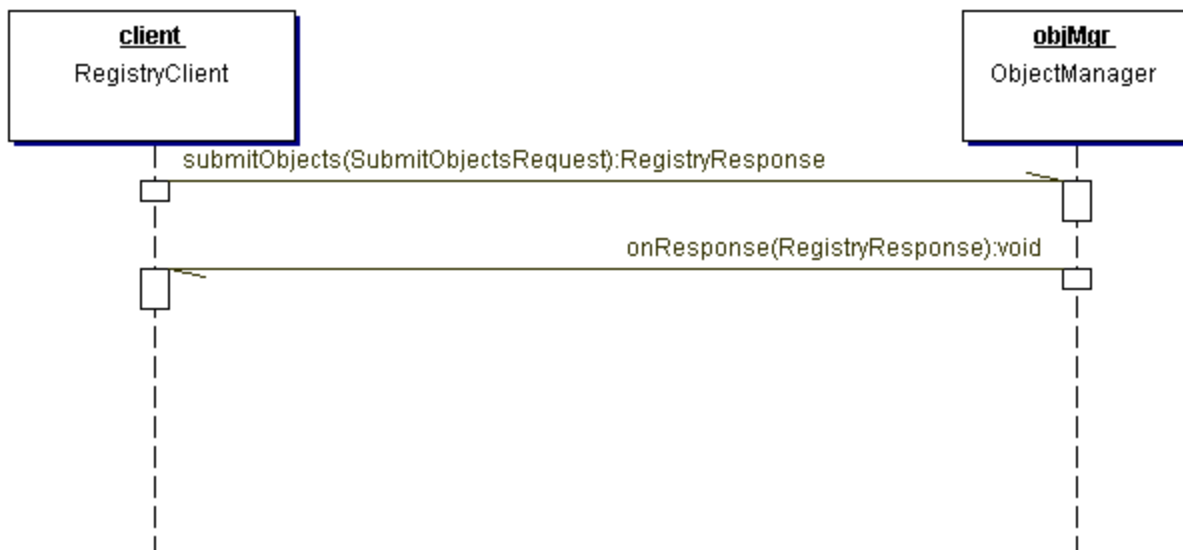 client
RegistryClient
objMgr
ObjectManager
submitObjects(SubmitObjectsRequest):RegistryResponse
onResponse(RegistryResponse):void